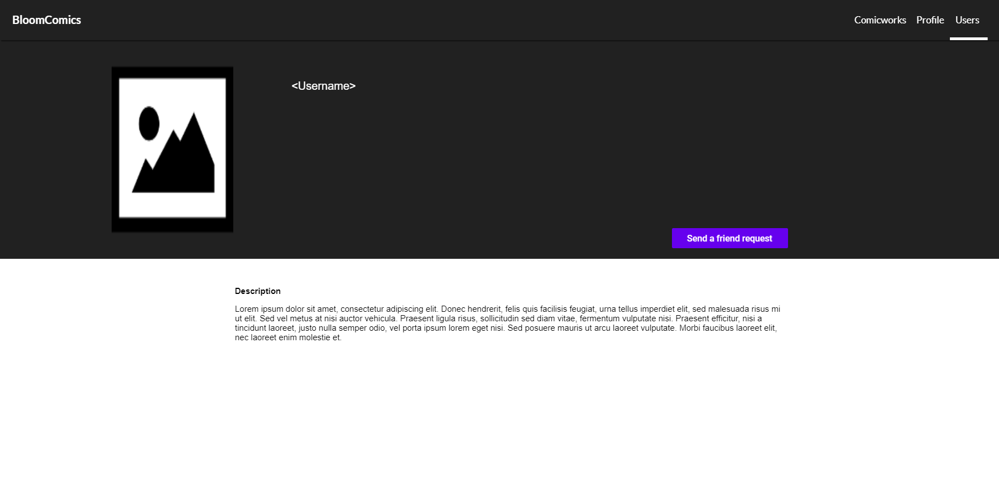 BloomComics
Comicworks Profile Users
<Username>
Send a friend request
Description
Lorem ipsum dolor sit amet, consectetur adipiscing elit. Donec hendrerit, felis quis facilisis feugiat, urna tellus imperdiet elit, sed malesuada risus mi
ut elit. Sed vel metus at nisi auctor vehicula. Praesent ligula risus, sollicitudin sed diam vitae, fermentum vulputate nisi. Praesent efficitur, nisi a
tincidunt laoreet, justo nulla semper odio, vel porta ipsum lorem eget nisi. Sed posuere mauris ut arcu laoreet vulputate. Morbi faucibus laoreet elit,
nec laoreet enim molestie et.